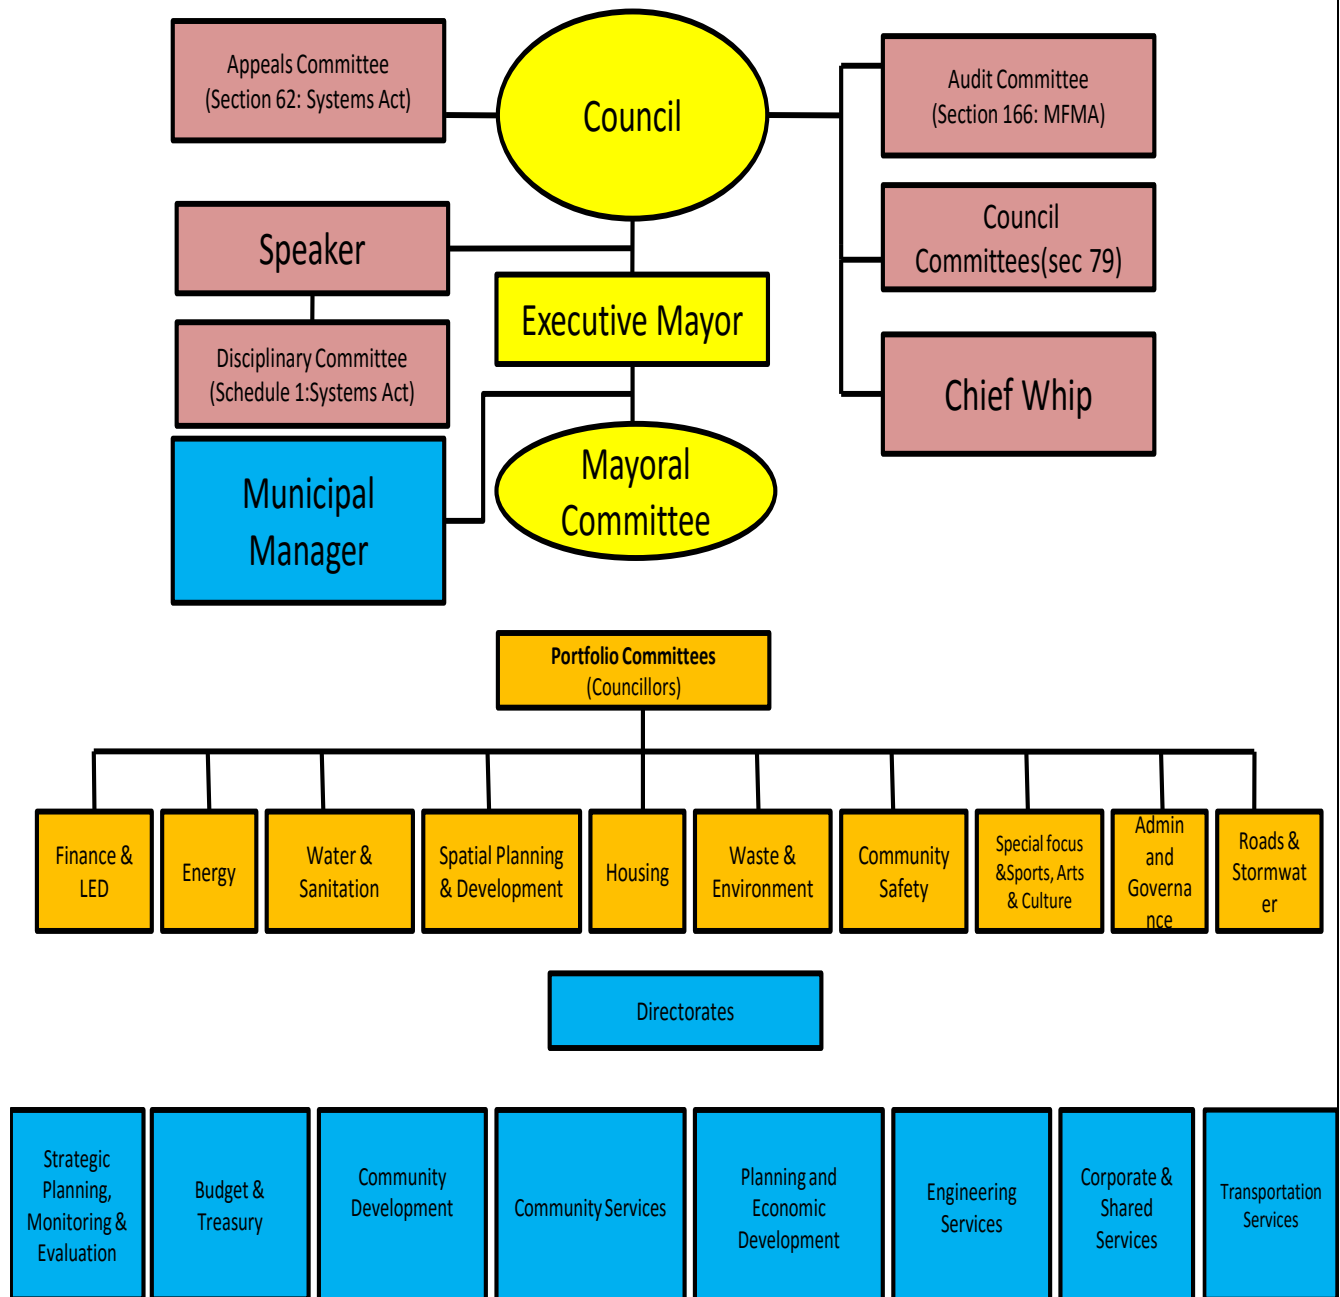 Appeals Committee
(Section 62: Systems Act)
Council
Audit Committee
(Section 166: MFMA)
Speaker
Council
Committees(sec 79)
Executive Mayor
Disciplinary Committee
(Schedule 1:Systems Act)
Chief Whip
Municipal
Manager
Mayoral
Committee
Portfolio Committees
(Councillors)
Finance &
LED
Energy
Water &
Sanitation
Spatial Planning
& Development
Housing
Waste &
Environment
Community
Safety
Special focus
&Sports, Arts
& Culture
Admin
and
Governa
nce
Roads &
Stormwat
er
Directorates
Strategic
Planning,
Monitoring &
Evaluation
Budget &
Treasury
Community
Development
Community Services
Planning and
Economic
Development
Engineering
Services
Corporate &
Shared
Services
Transportation
Services